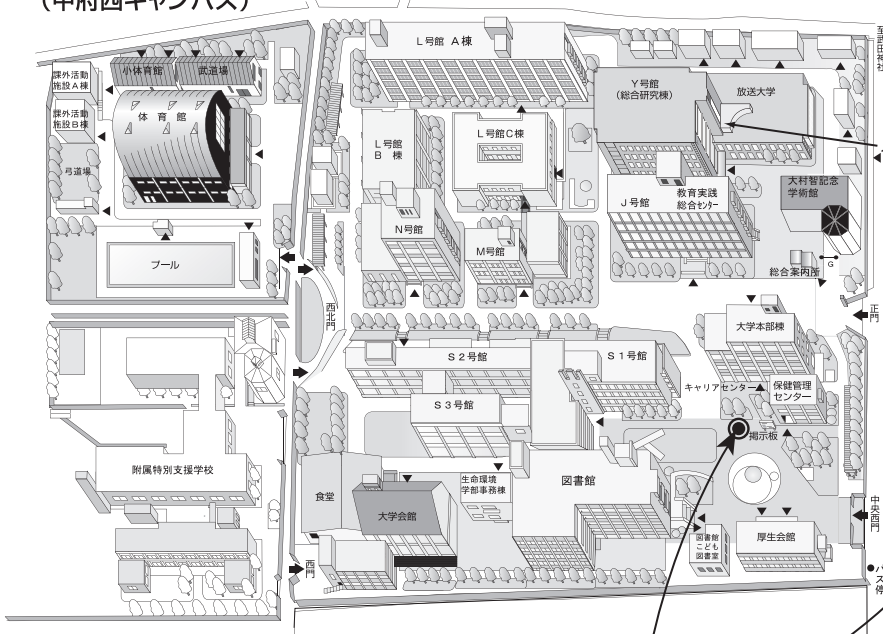 (甲府西キャンパス)
至武田神社
課外活動
施設A棟
小体育館
武道場
課外活動
施設B棟
体育館
弓道場
プール
L号館 A棟
L号館
B棟
L号館C棟
N号館
M号館
Y号館
(総合研究棟)
放送大学
J号館
教育実践
総合センター
大村智記念
学術館
総合案内所
G
西北門
正門
S2号館
S1号館
S3号館
大学本部棟
キャリアセンター
保健管理
センター
掲示板
附属特別支援学校
食堂
大学会館
生命環境
学部事務棟
図書館
図書館
こども
図書室
厚生会館
中央西門
西門
バス停